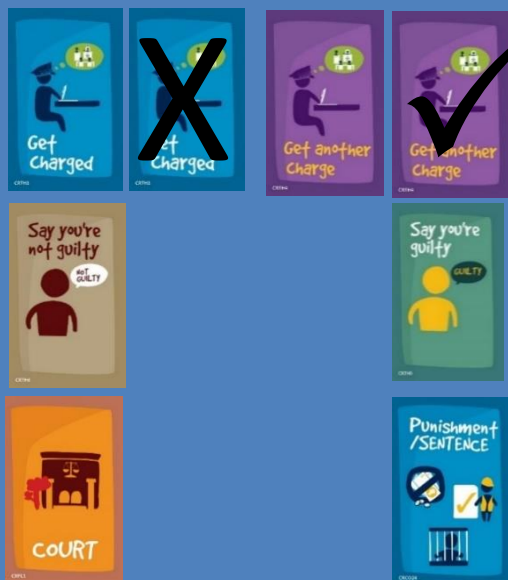 Get
Charged
Get
Charged
Get another
Charge
Get another
Charge
Say you're
not guilty
NOT
GUILTY
Say you're
guilty
GUILTY
COURT
Punishment
/SENTENCE